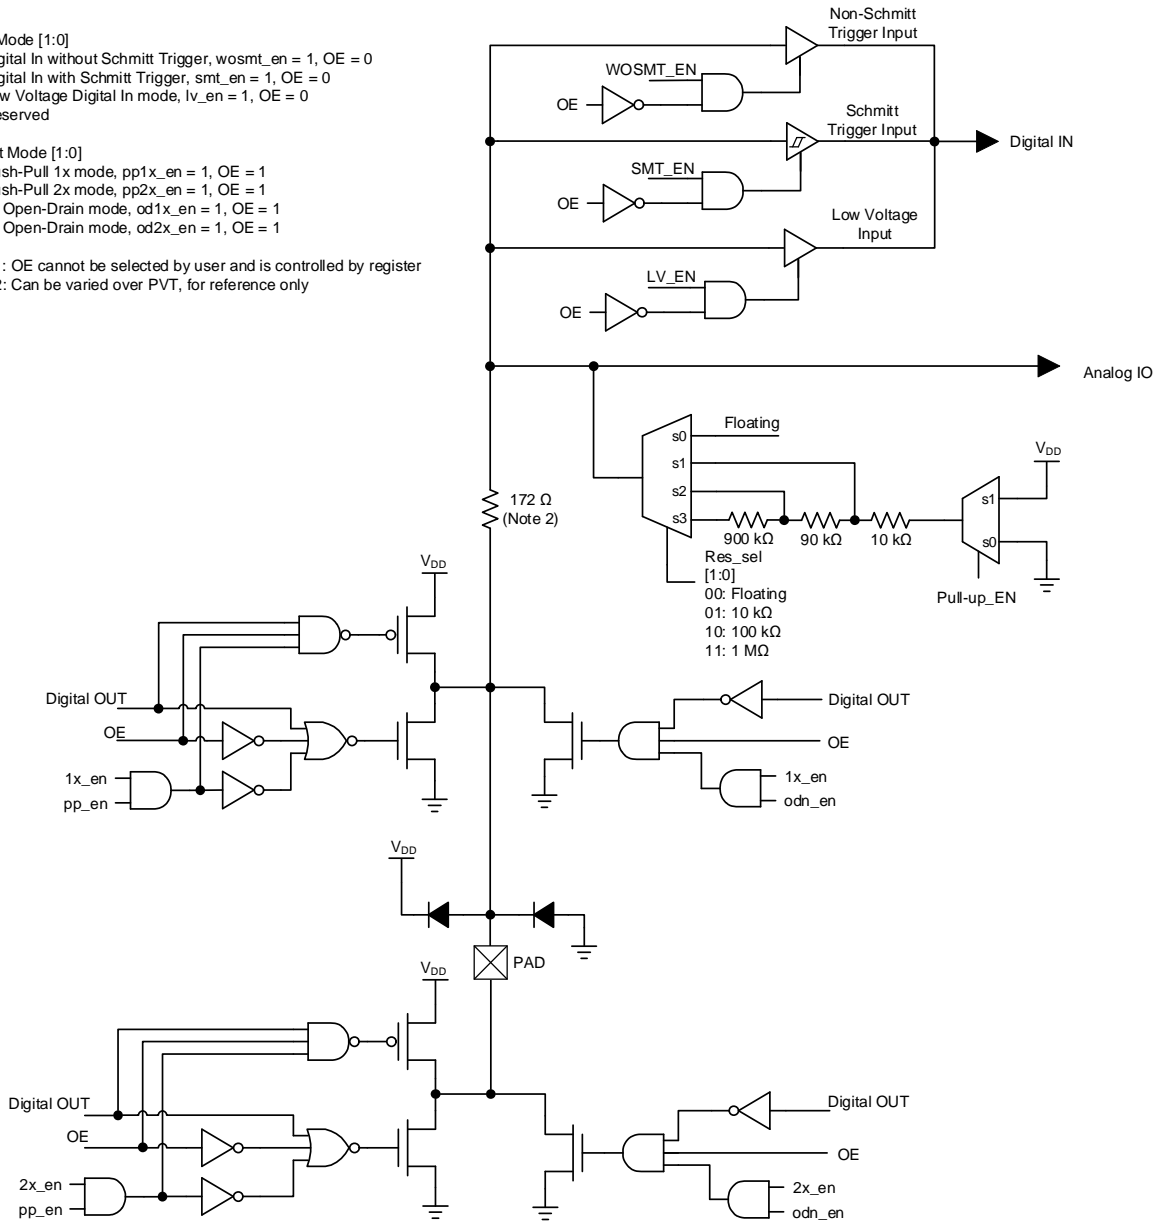 Mode [1:0]
gital In without Schmitt Trigger, wosmt_en = 1, OE = 0
gital In with Schmitt Trigger, smt_en = 1, OE = 0
w Voltage Digital In mode, lv_en = 1, OE = 0
eserved
t Mode [1:0]
sh-Pull 1x mode, pp1x_en = 1, OE = 1
sh-Pull 2x mode, pp2x_en = 1, OE = 1
Open-Drain mode, od1x_en = 1, OE = 1
Open-Drain mode, od2x_en = 1, OE = 1
: OE cannot be selected by user and is controlled by register
2: Can be varied over PVT, for reference only
Non-Schmitt
Trigger Input
WOSMT_EN
OE
Schmitt
Trigger Input
Digital IN
SMT_EN
OE
Low Voltage
Input
LV_EN
OE
Analog IO
Floating
s0
s1
s2
s3
VDD
s1
s0
172 Ω
(Note 2)
900 kΩ
90 kΩ
10 kΩ
Pull-up_EN
Res_sel
[1:0]
00: Floating
01: 10 kΩ
10: 100 kΩ
11: 1 MΩ
VDD
Digital OUT
OE
1x_en
pp_en
Digital OUT
OE
1x_en
odn_en
VDD
PAD
VDD
Digital OUT
OE
2x_en
pp_en
Digital OUT
OE
2x_en
odn_en